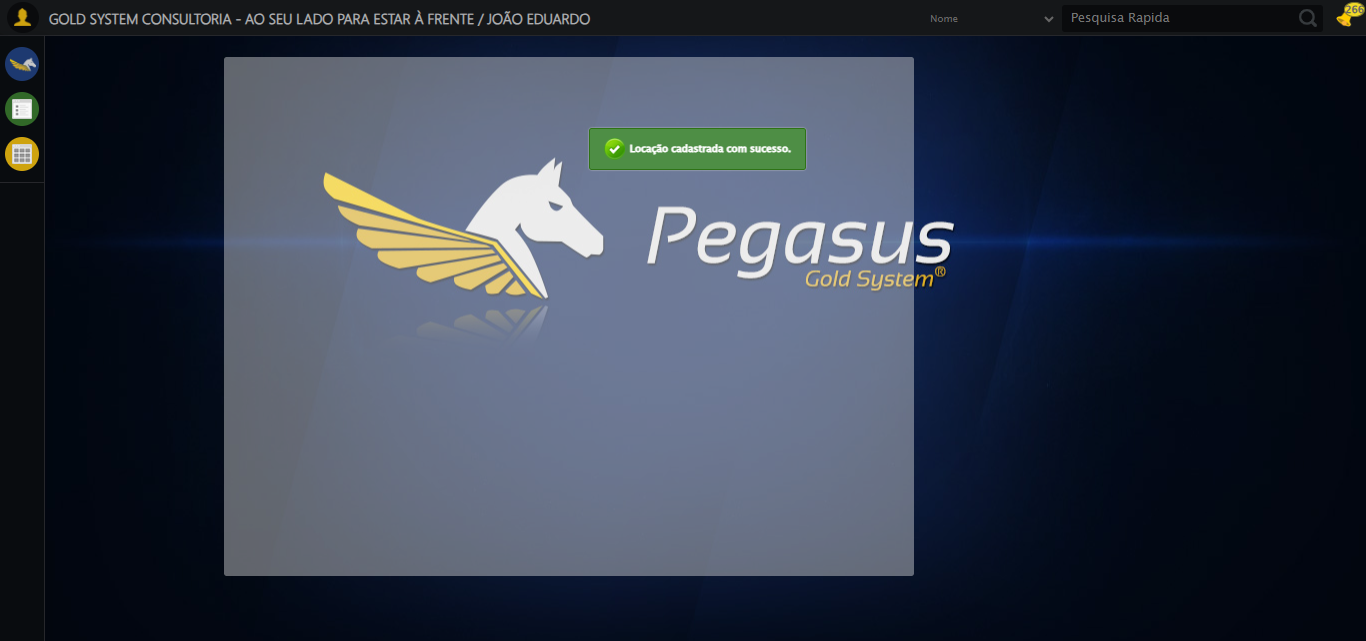 GOLD SYSTEM CONSULTORIA - AO SEU LADO PARA ESTAR À FRENTE / JOÃO EDUARDO
Nome
Pesquisa Rapida
266
Locação cadastrada com sucesso.
Pegasus
Gold System®